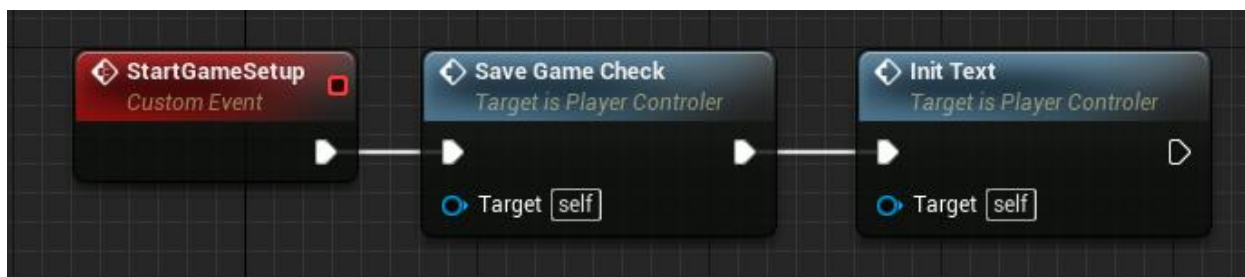 StartGameSetup
Custom Event
Save Game Check
Target is Player Controler
Target self
Init Text
Target is Player Controler
Target self